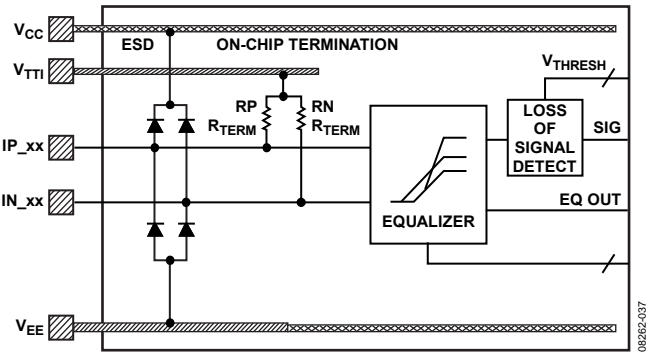 VCC
ESD ON-CHIP TERMINATION
VTTI
VTHRESH
RP RN
RTERM RTERM
LOSS
OF
SIGNAL
DETECT
SIG
IP_xx
IN_xx
EQ OUT
EQUALIZER
VEE
08262-037